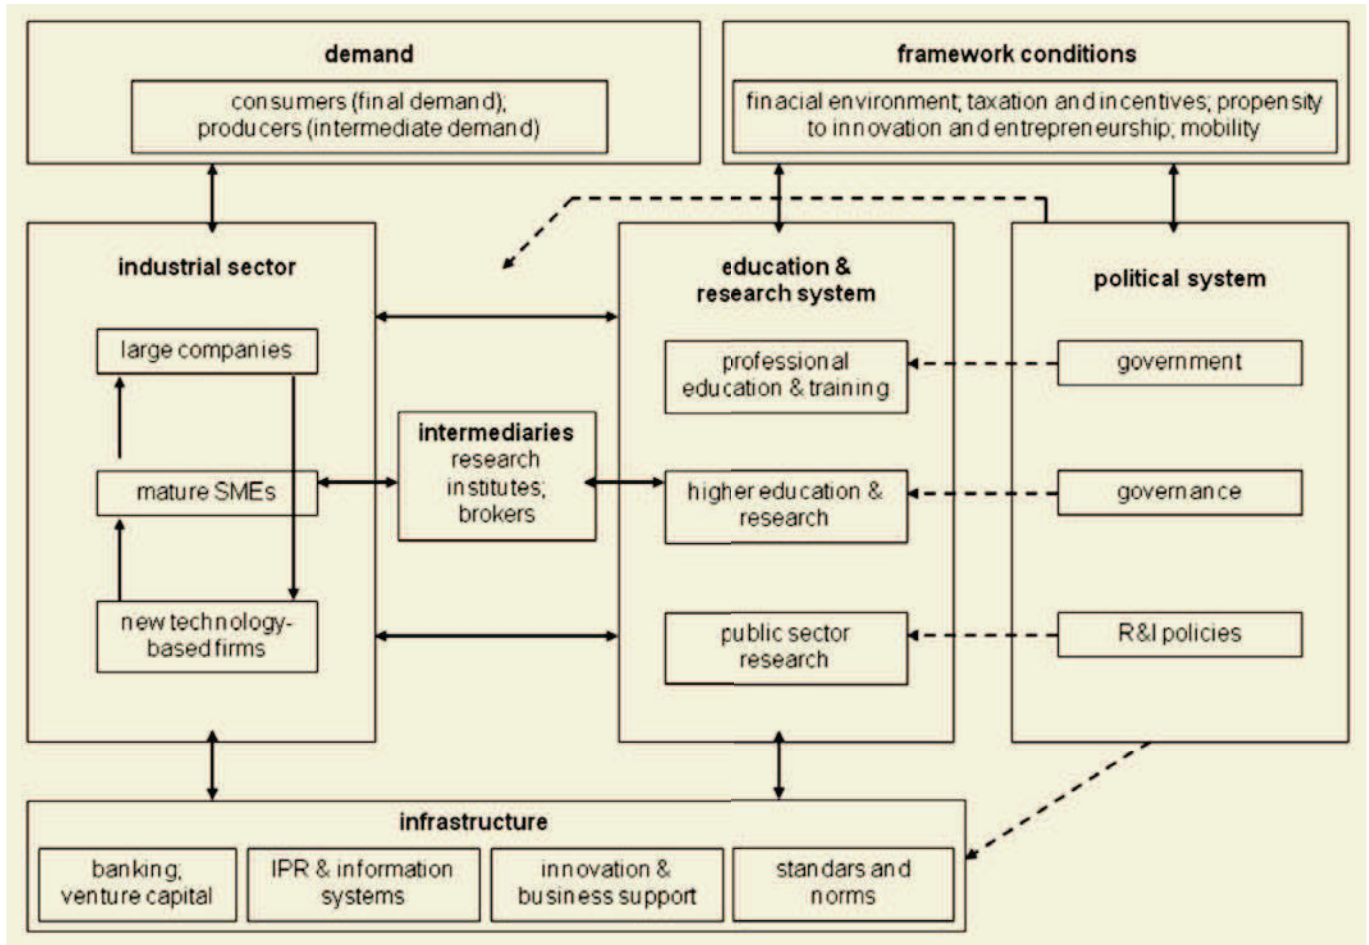 demand
consumers (final demand);
producers (intermediate demand)
framework conditions
finacial environment; taxation and incentives; propensity
to innovation and entrepreneurship; mobility
industrial sector
large companies
mature SMEs
new technology-
based firms
intermediaries
research
institutes;
brokers
education &
research system
professional
education & training
higher education &
research
public sector
research
political system
government
governance
R&I policies
infrastructure
banking;
venture capital
IPR & information
systems
innovation &
business support
standars and
norms